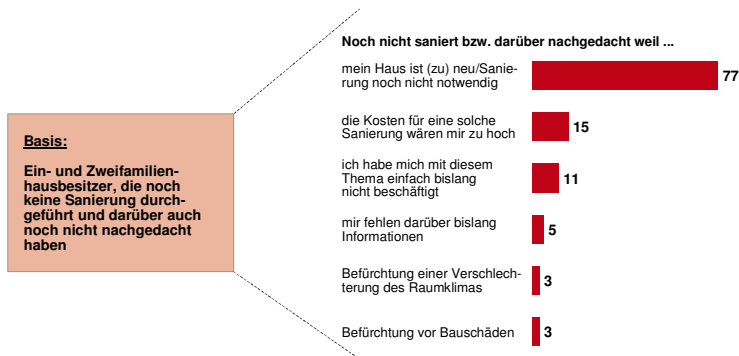 Noch nicht saniert bzw. darüber nachgedacht weil ...
mein Haus ist (zu) neu/Sanie-
rung noch nicht notwendig
77
die Kosten für eine solche
Sanierung wären mir zu hoch
15
ich habe mich mit diesem
Thema einfach bislang
nicht beschäftigt
11
mir fehlen darüber bislang
Informationen
5
Befürchtung einer Verschlech-
terung des Raumklimas
3
Befürchtung vor Bauschäden
3
Basis:
Ein- und Zweifamilien-
hausbesitzer, die noch
keine Sanierung durch-
geführt und darüber auch
noch nicht nachgedacht
haben